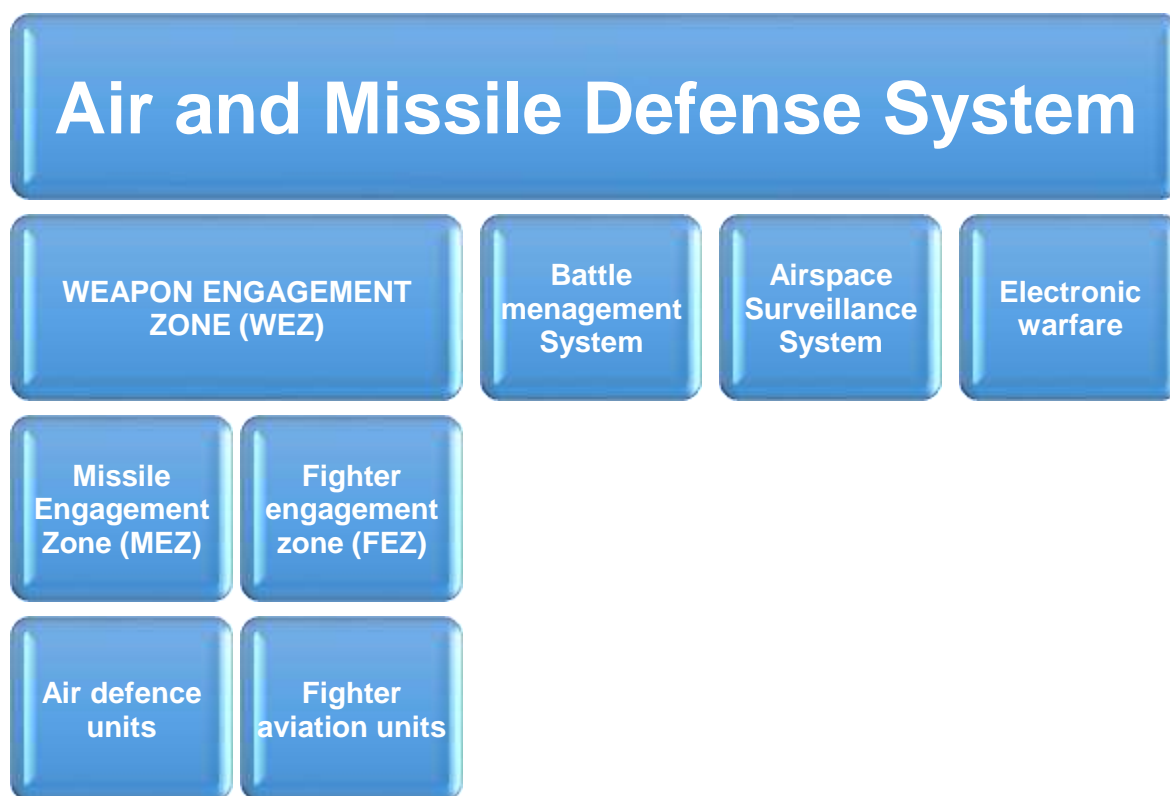 Air and Missile Defense System
WEAPON ENGAGEMENT
ZONE (WEZ)
Battle
menagement
System
Airspace
Surveillance
System
Electronic
warfare
Missile
Engagement
Zone (MEZ)
Fighter
engagement
zone (FEZ)
Air defence
units
Fighter
aviation units